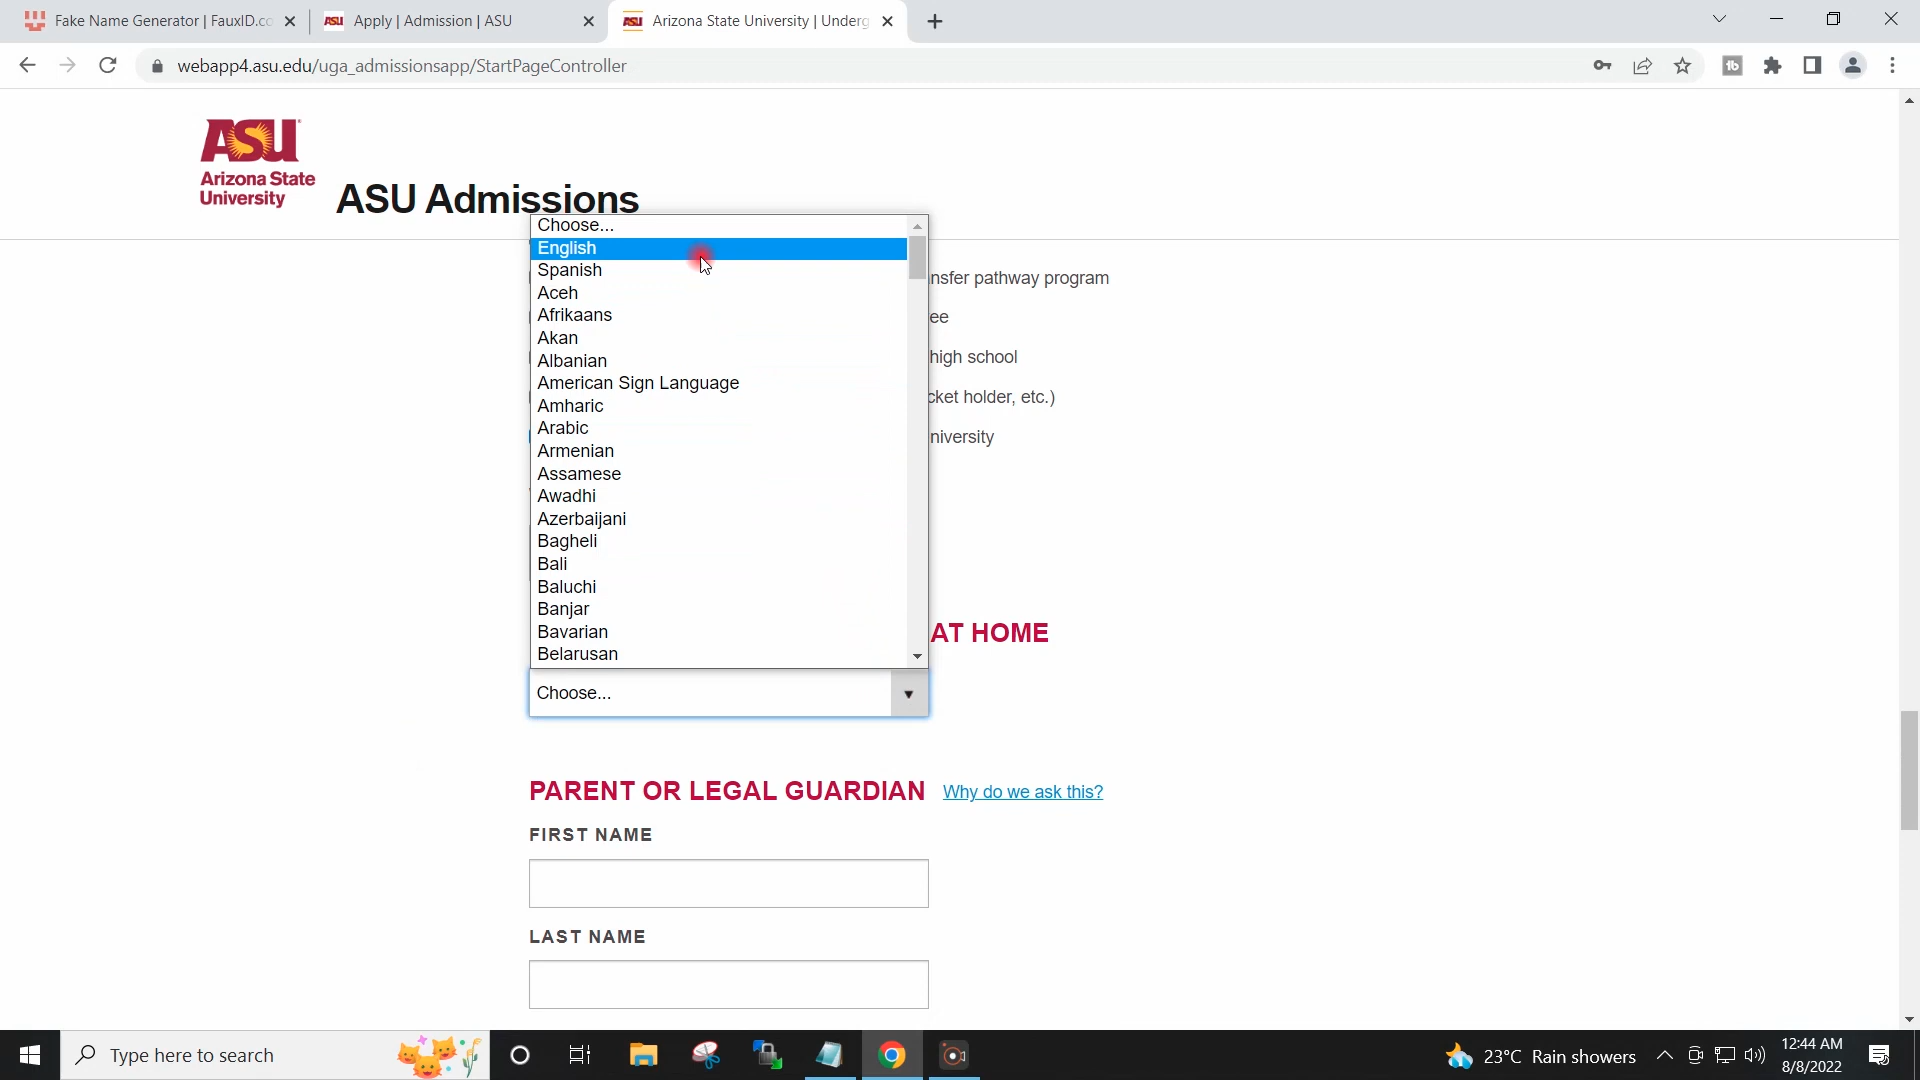 Fake Name Generator | FauxID.co
Apply | Admission | ASU
Arizona State University | Underg
webapp4.asu.edu/uga_admissionsapp/StartPageController
ASU
Arizona State
University
ASU Admissions
Choose...
English
Spanish
nsfer pathway program
Aceh
Afrikaans
ee
Akan
Albanian
high school
American Sign Language
Amharic
cket holder, etc.)
Arabic
niversity
Armenian
Assamese
Awadhi
Azerbaijani
Bagheli
Bali
Baluchi
Banjar
Bavarian
AT HOME
Belarusan
Choose...
PARENT OR LEGAL GUARDIAN Why do we ask this?
FIRST NAME
LAST NAME
Type here to search
23°C Rain showers
12:44 AM
8/8/2022